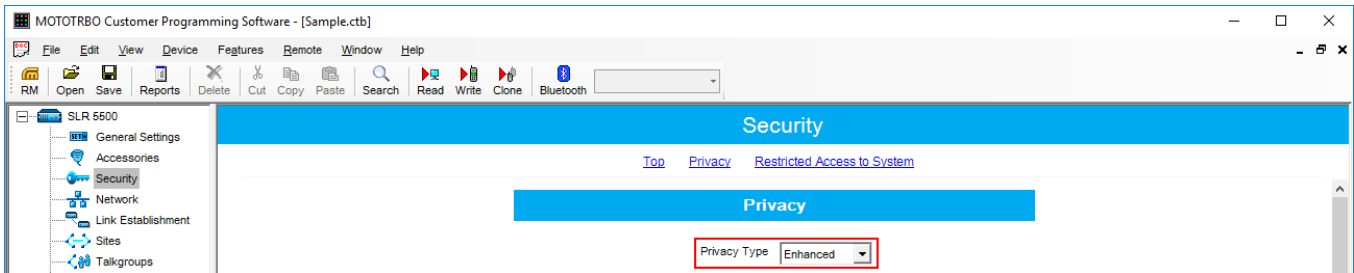 MOTOTRBO Customer Programming Software - [Sample.ctb]
File Edit View Device Features Remote Window Help
RM Open Save Reports Delete Cut Copy Paste Search Read Write Clone Bluetooth
SLR 5500
General Settings
Accessories
Security
Network
Link Establishment
Sites
Talkgroups
Security
Top Privacy Restricted Access to System
Privacy
Privacy Type Enhanced